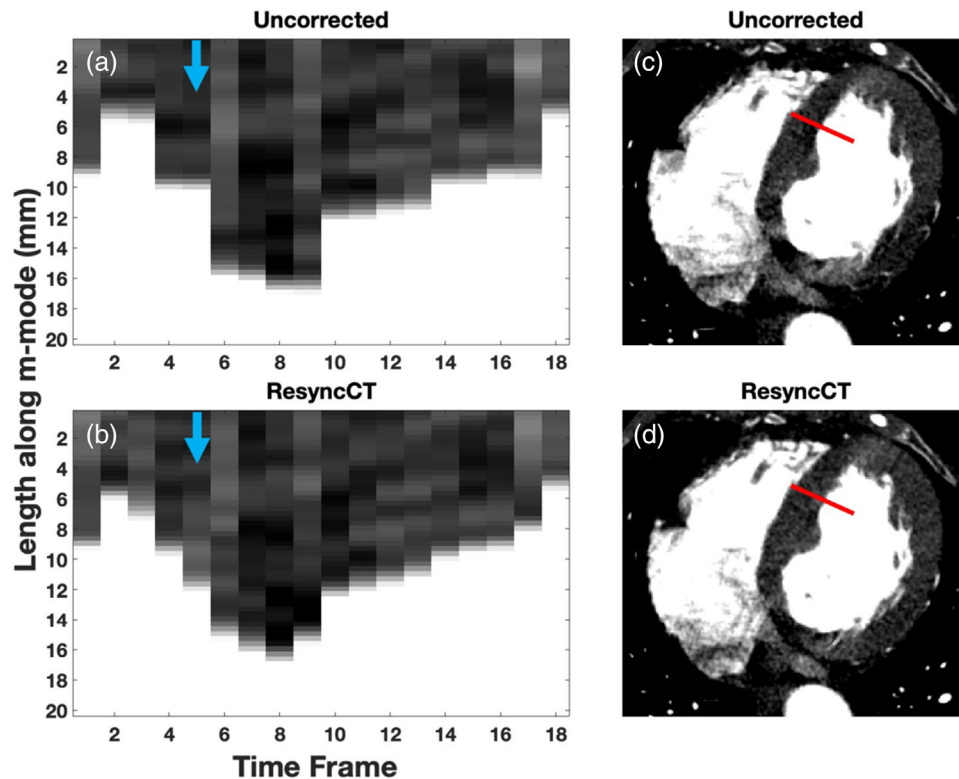 Uncorrected
(a)
2
4
6
8
10
12
14
16
18
20
2 4 6 8 10 12 14 16 18
ResyncCT
(b)
2
4
6
8
10
12
14
16
18
20
2 4 6 8 10 12 14 16 18
Length along m-mode (mm)
Time Frame
Uncorrected
(c)
ResyncCT
(d)